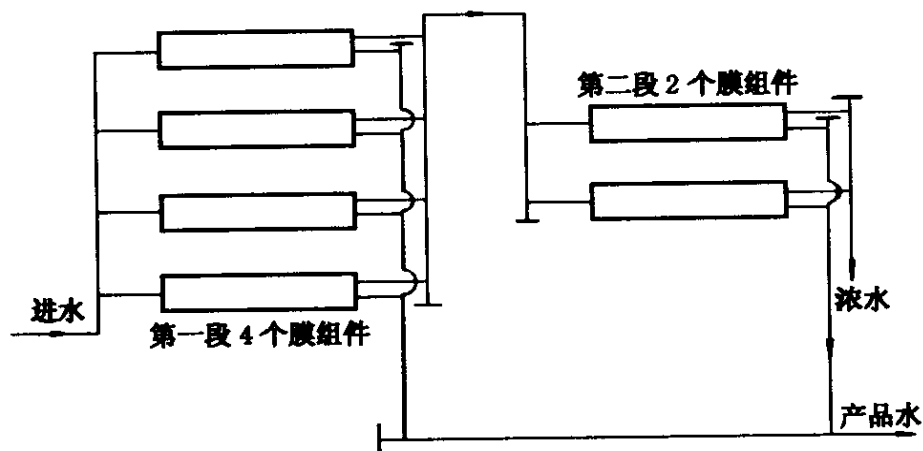 第二段 2 个膜组件
进水
第一段 4 个膜组件
浓水
产品水